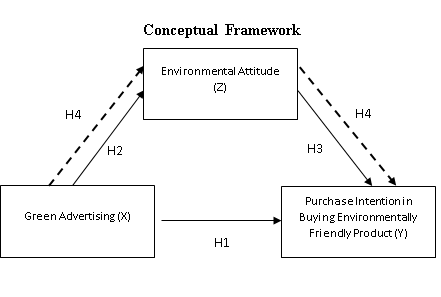 Conceptual Framework
Environmental Attitude
(Z)
H4
H4
H2
H3
Green Advertising (X)
Purchase Intention in
Buying Environmentally
Friendly Product (Y)
H1